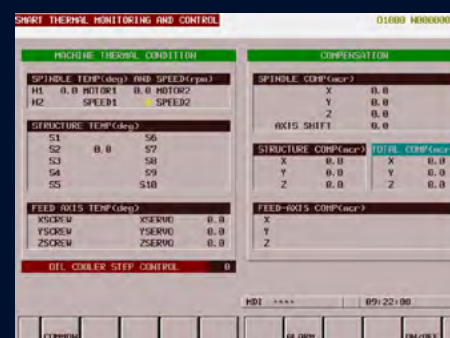 SMART THERMAL MONITORING AND CONTROL
O1000 N000000
MACHINE THERMAL CONDITION
SPINDLE TEMP(deg) AND SPEED(rpm)
H1 0.0 MOTOR1 0.0 MOTOR2
H2 SPEED1 0 SPEED2
STRUCTURE TEMP(deg)
S1 S6
S2 0.0 S7
S3 S8
S4 S9
S5 S10
FEED AXIS TEMP(deg)
XSCREW XSERVO 0.0
YSCREW YSERVO 0.0
ZSCREW ZSERVO 0.0
OIL COOLER STEP CONTROL 0
COMPENSATION
SPINDLE COMP(mcr)
X 0.0
Y 0.0
Z 0.0
AXIS SHIFT 0.0
STRUCTURE COMP(mcr)
X 0.0
Y 0.0
Z 0.0
TOTAL COMP(mcr)
X 0.0
Y 0.0
Z 0.0
FEED-AXIS COMP(mcr)
X
Y
Z
MDI ****
09:22:00
COMMON
ALARM
ON/OFF